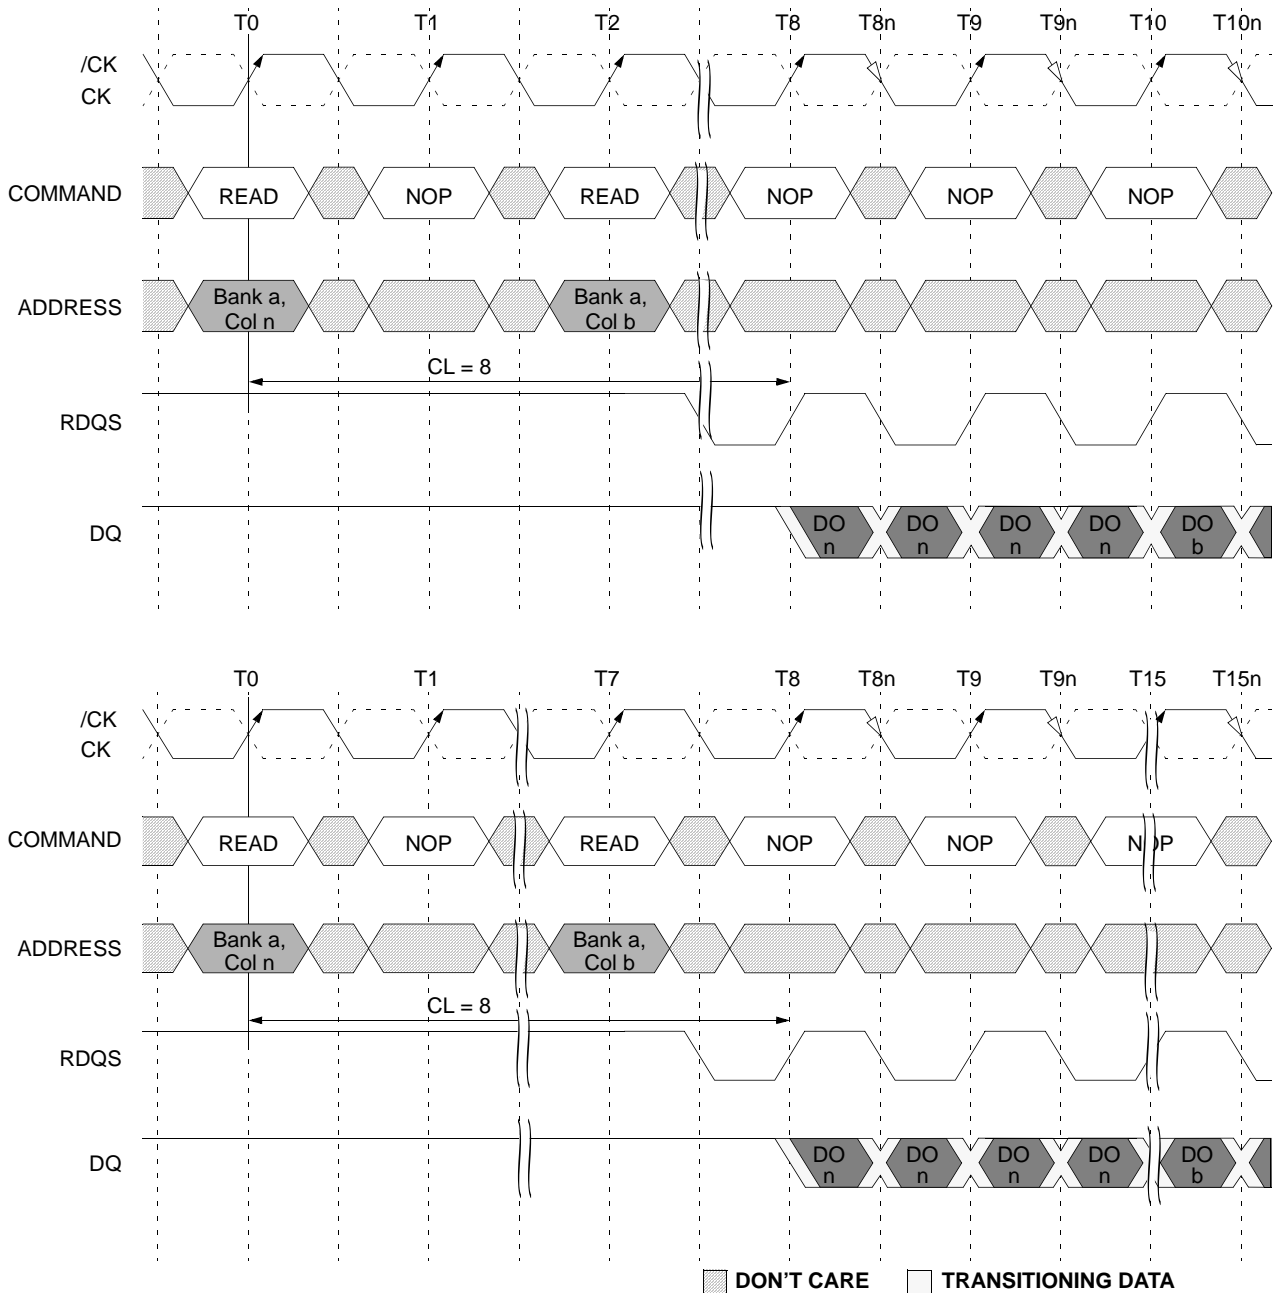 T0 T1 T2 T8 T8n T9 T9n T10 T10n
/CK
CK
COMMAND READ NOP READ NOP NOP NOP
ADDRESS Bank a, Col n Bank a, Col b
CL = 8
RDQS
DQ DO n DO n DO n DO n DO b
T0 T1 T7 T8 T8n T9 T9n T15 T15n
/CK
CK
COMMAND READ NOP READ NOP NOP NOP
ADDRESS Bank a, Col n Bank a, Col b
CL = 8
RDQS
DQ DO n DO n DO n DO n DO b
DON'T CARE TRANSITIONING DATA